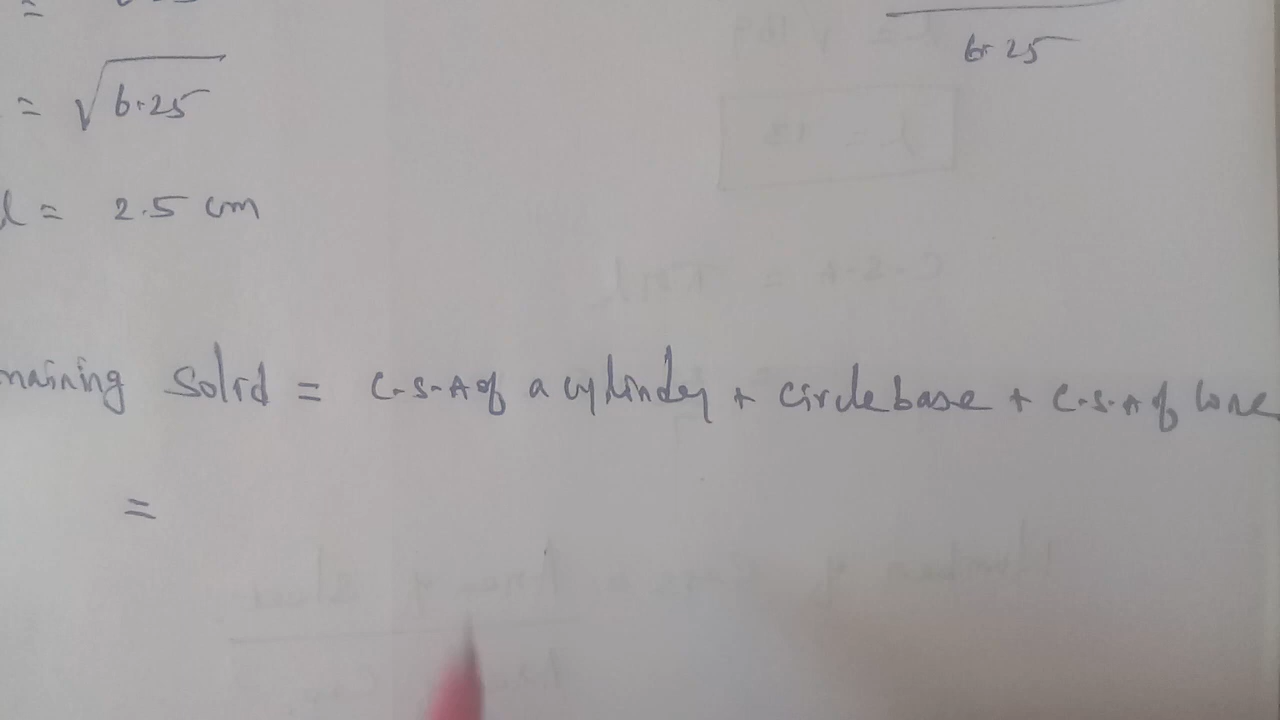 6.25
= √6.25
l = 2.5 cm
maining Solid = C.S.A of a cylinder + circle base + C.S.A of cone
=